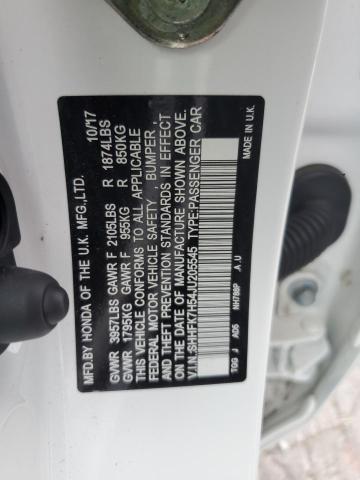 MFD.BY HONDA OF THE U.K. MFG.,LTD. 10/17
GVWR 3957LBS GAWR F 2105LBS R 1874LBS
GVWR 1795KG GAWR F 955KG R 850KG
THIS VEHICLE CONFORMS TO ALL APPLICABLE
FEDERAL MOTOR VEHICLE SAFETY , BUMPER ,
AND THEFT PREVENTION STANDARDS IN EFFECT
ON THE DATE OF MANUFACTURE SHOWN ABOVE.
V.I.N.:SHHFK7H54JU205545 TYPE:PASSENGER CAR
TGG J AD5 NH788P A.U MADE IN U.K.